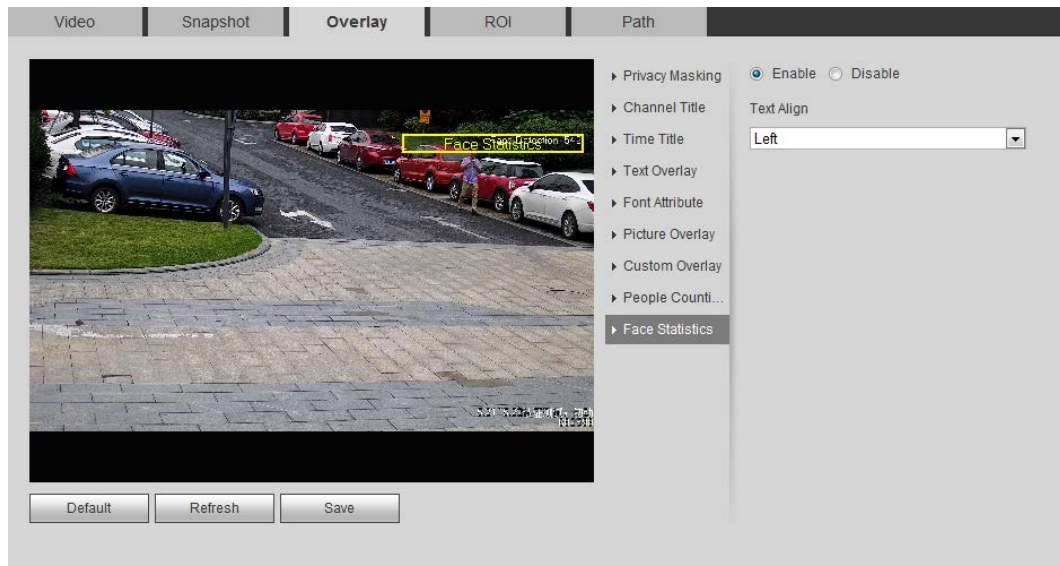 Video
Snapshot
Overlay
ROI
Path
Privacy Masking
Channel Title
Time Title
Text Overlay
Font Attribute
Picture Overlay
Custom Overlay
People Counti...
Face Statistics
Enable
Disable
Text Align
Left
Face Statistics
Default
Refresh
Save